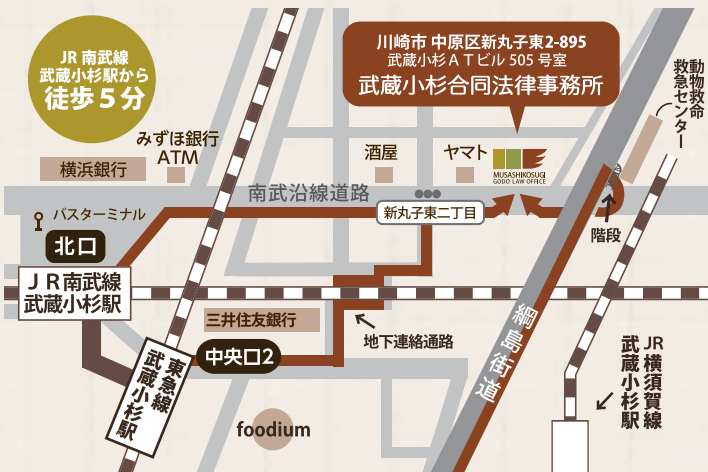 JR 南武線
武蔵小杉駅から
徒歩５分
川崎市 中原区新丸子東2-895
武蔵小杉ＡＴビル 505 号室
武蔵小杉合同法律事務所
動物救命
救急センター
みずほ銀行
ATM
横浜銀行
酒屋
ヤマト
MUSASHIKOSUGI
GODO LAW OFFICE
南武沿線道路
新丸子東二丁目
バスターミナル
北口
階段
ＪＲ南武線
武蔵小杉駅
三井住友銀行
地下連絡通路
綱島街道
中央口2
東急線
武蔵小杉駅
JR 横須賀線
武蔵小杉駅
foodium